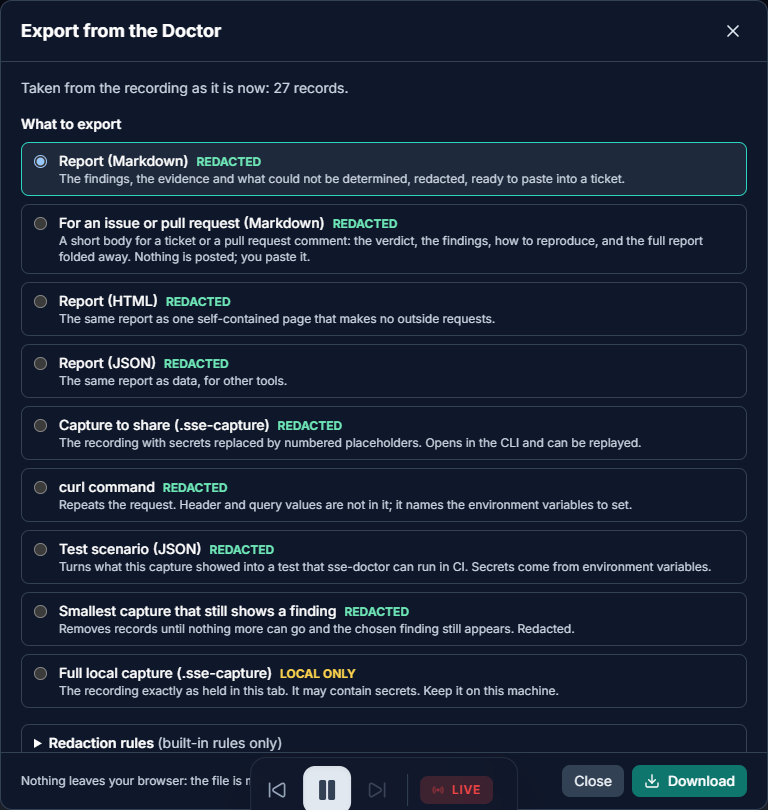 Export from the Doctor
Taken from the recording as it is now: 27 records.
What to export
Report (Markdown) REDACTED
The findings, the evidence and what could not be determined, redacted, ready to paste into a ticket.
For an issue or pull request (Markdown) REDACTED
A short body for a ticket or a pull request comment: the verdict, the findings, how to reproduce, and the full report
folded away. Nothing is posted; you paste it.
Report (HTML) REDACTED
The same report as one self-contained page that makes no outside requests.
Report (JSON) REDACTED
The same report as data, for other tools.
Capture to share (.sse-capture) REDACTED
The recording with secrets replaced by numbered placeholders. Opens in the CLI and can be replayed.
curl command REDACTED
Repeats the request. Header and query values are not in it; it names the environment variables to set.
Test scenario (JSON) REDACTED
Turns what this capture showed into a test that sse-doctor can run in CI. Secrets come from environment variables.
Smallest capture that still shows a finding REDACTED
Removes records until nothing more can go and the chosen finding still appears. Redacted.
Full local capture (.sse-capture) LOCAL ONLY
The recording exactly as held in this tab. It may contain secrets. Keep it on this machine.
Redaction rules (built-in rules only)
Nothing leaves your browser: the file is
LIVE
Close
Download